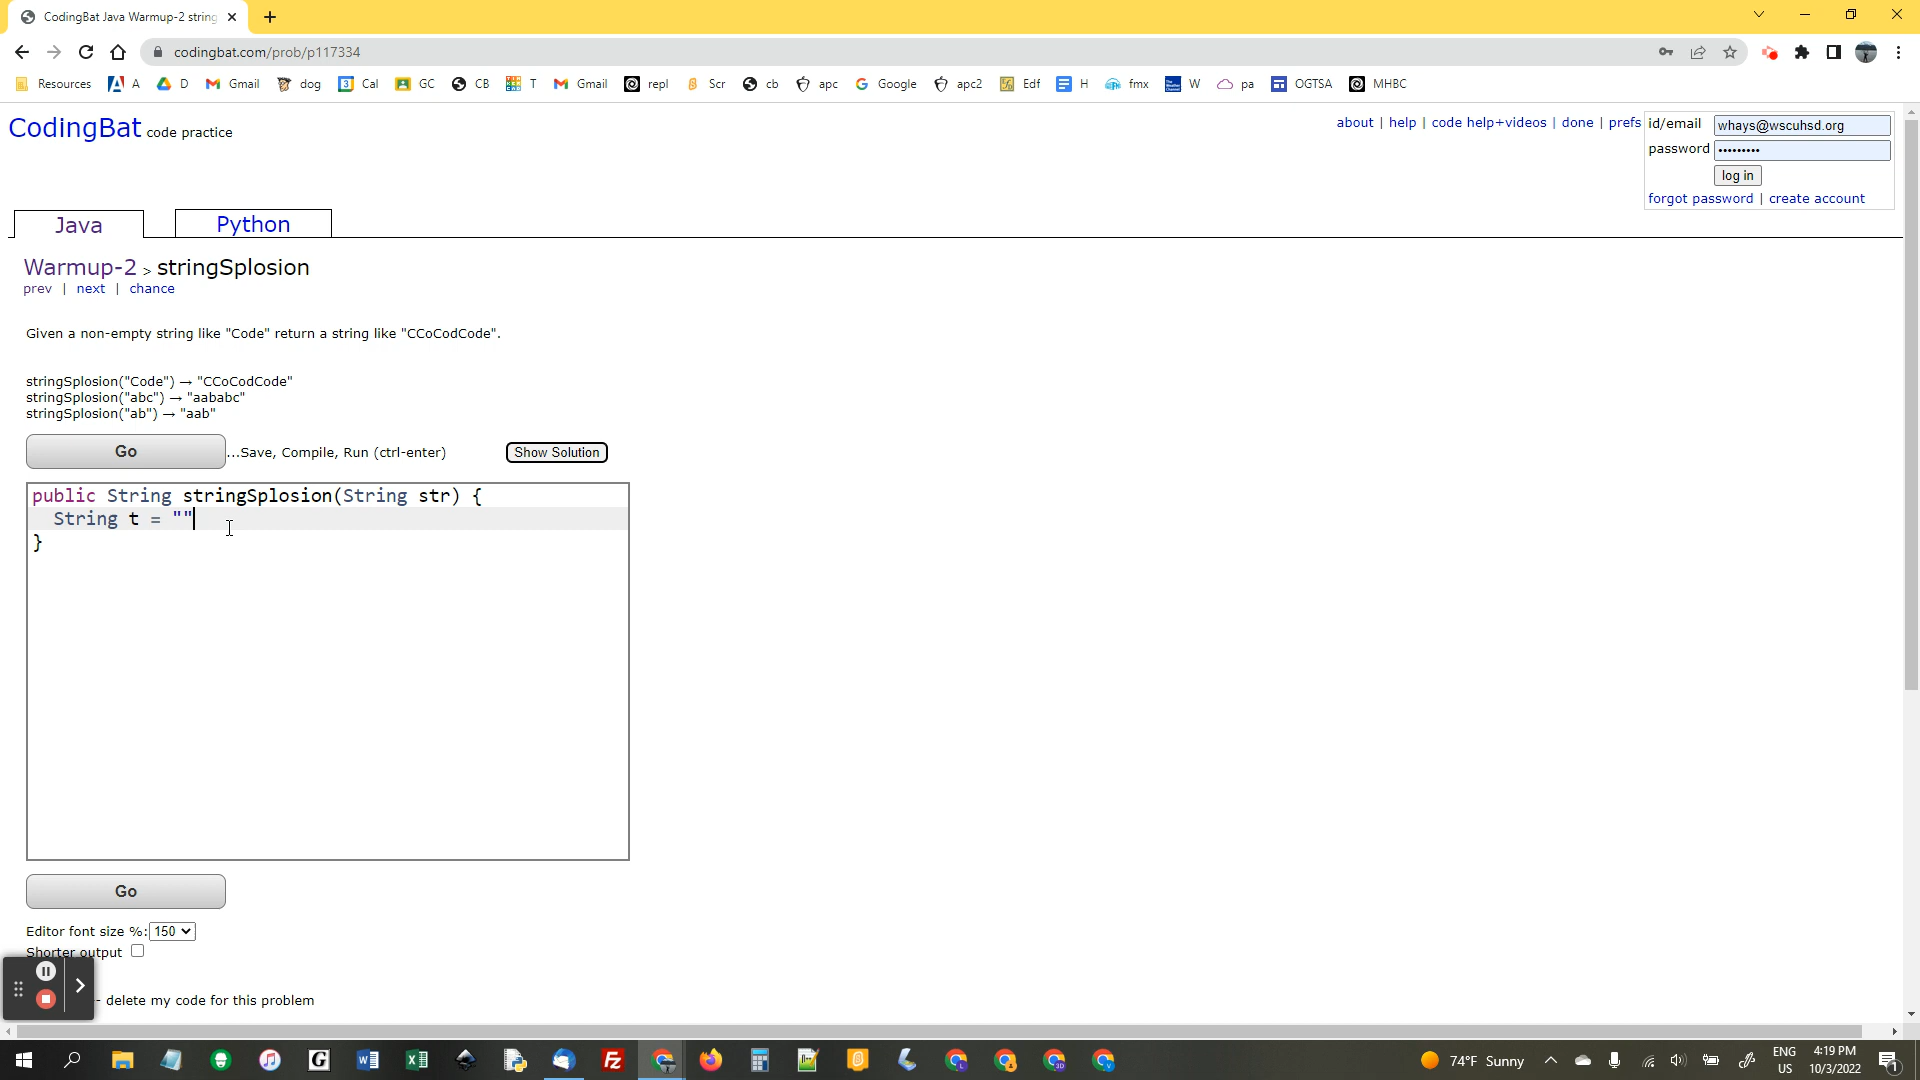 CodingBat Java Warmup-2 string
codingbat.com/prob/p117334
Resources A D Gmail dog Cal GC CB T Gmail repl Scr cb apc Google apc2 Edf H fmx W pa OGTSA MHBC
CodingBat code practice
about | help | code help+videos | done | prefs
id/email whays@wscuhsd.org
password •••••••••
log in
forgot password | create account
Java
Python
Warmup-2 > stringSplosion
prev | next | chance
Given a non-empty string like "Code" return a string like "CCoCodCode".
stringSplosion("Code") → "CCoCodCode"
stringSplosion("abc") → "aababc"
stringSplosion("ab") → "aab"
Go
...Save, Compile, Run (ctrl-enter)
Show Solution
public String stringSplosion(String str) {
String t = ""
}
Go
Editor font size %: 150
Shorter output
- delete my code for this problem
74°F Sunny
ENG
US
4:19 PM
10/3/2022
1